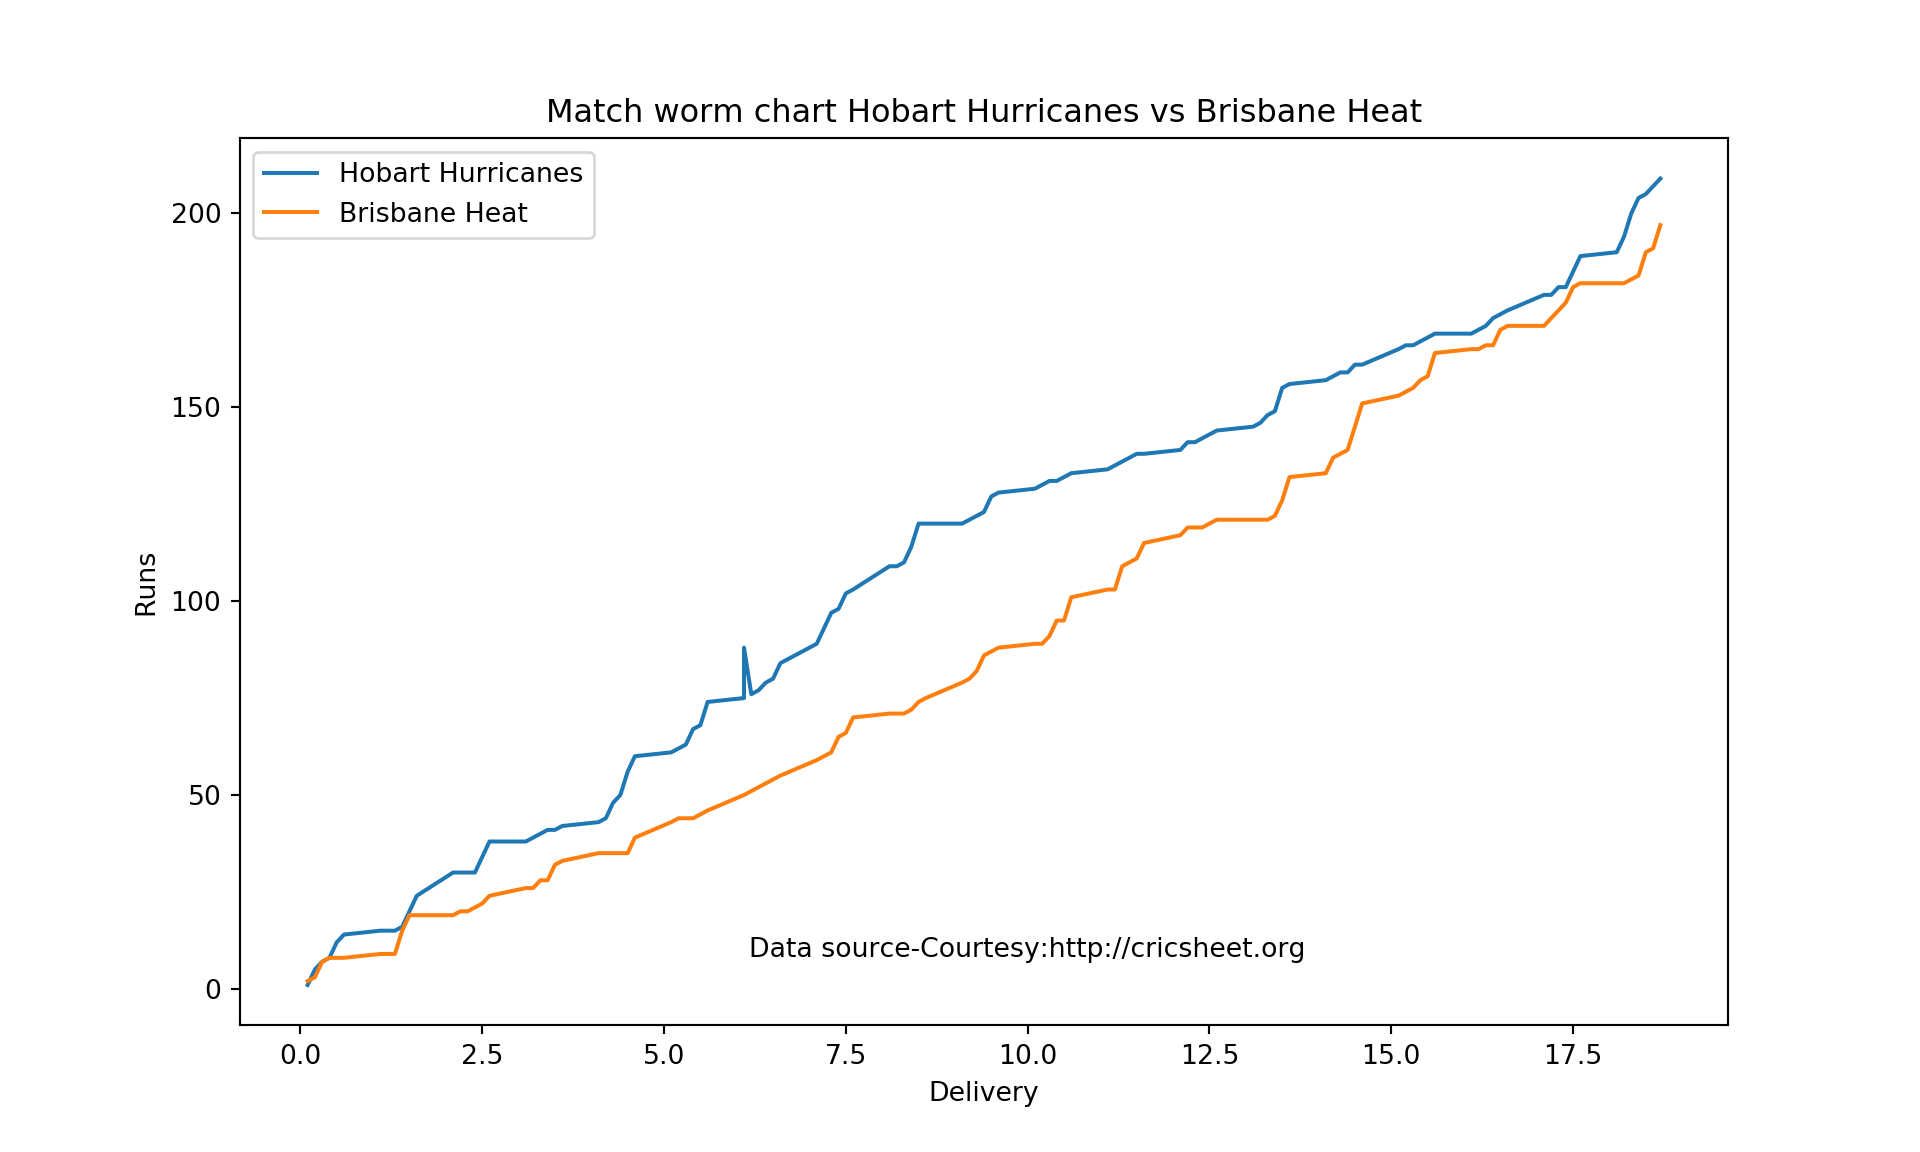 Match worm chart Hobart Hurricanes vs Brisbane Heat
Hobart Hurricanes
Brisbane Heat
200
150
100
50
0
Runs
Data source-Courtesy:http://cricsheet.org
0.0 2.5 5.0 7.5 10.0 12.5 15.0 17.5
Delivery